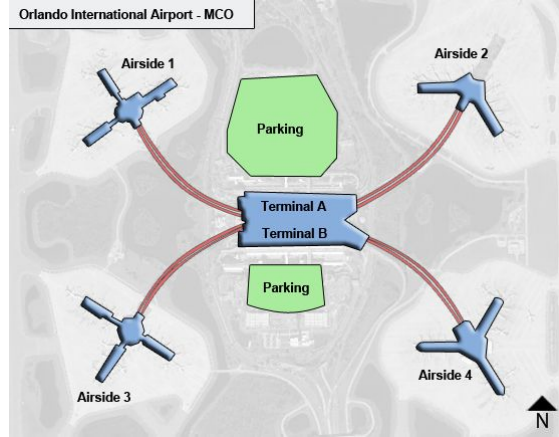 Orlando International Airport - MCO
Airside 1
Airside 2
Parking
Terminal A
Terminal B
Parking
Airside 3
Airside 4
N